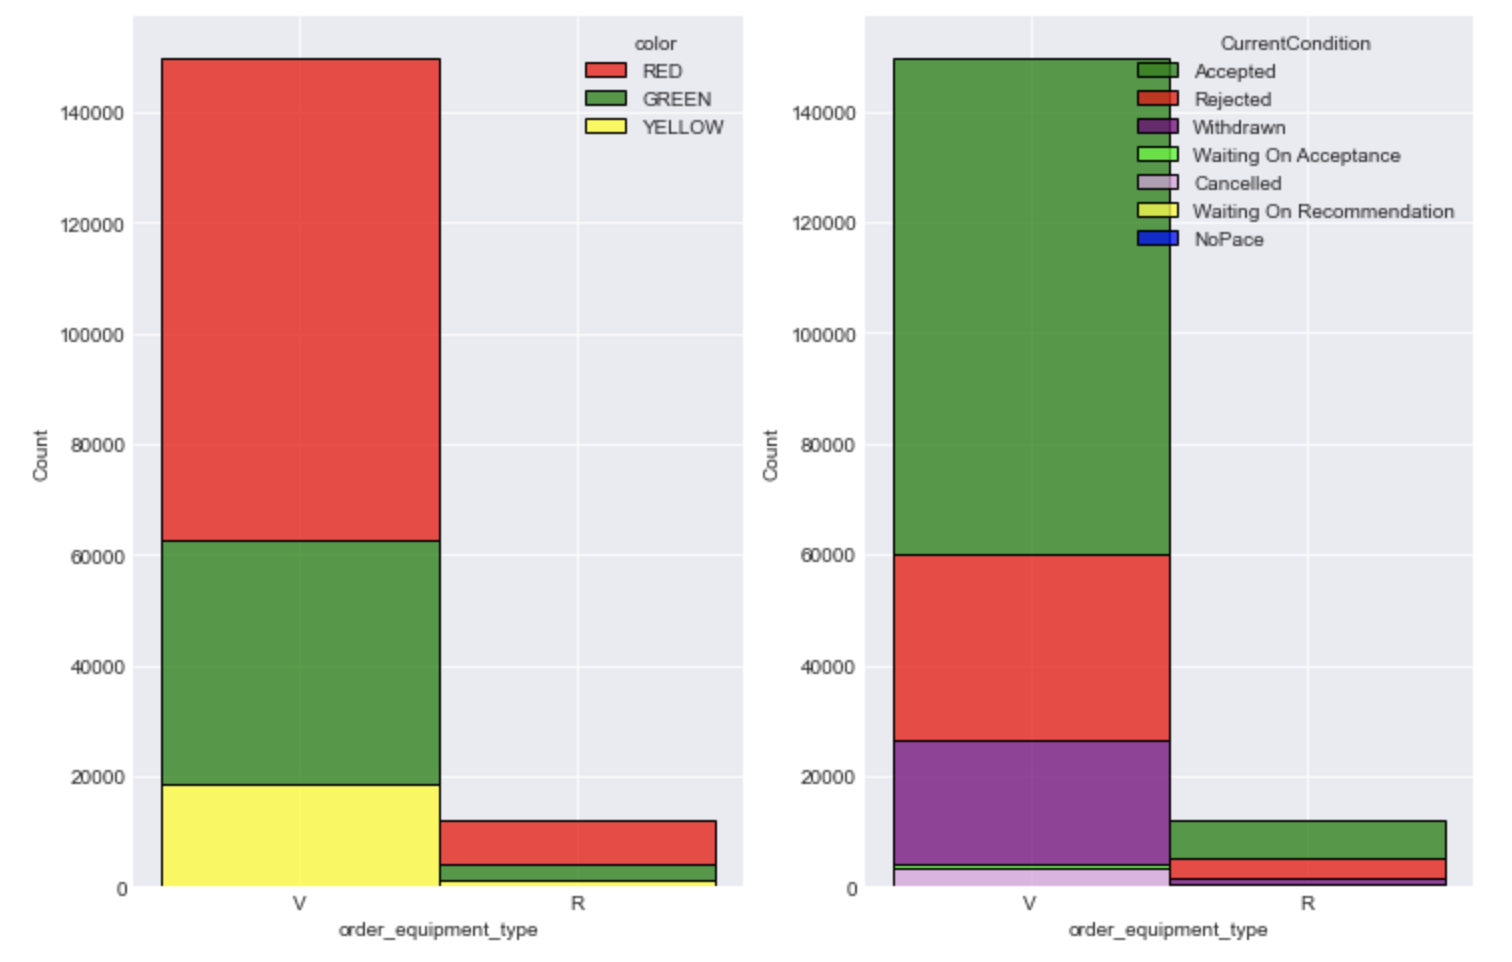 color
RED
GREEN
YELLOW
140000
120000
100000
80000
60000
40000
20000
0
Count
V
R
order_equipment_type
CurrentCondition
Accepted
Rejected
Withdrawn
Waiting On Acceptance
Cancelled
Waiting On Recommendation
NoPace
140000
120000
100000
80000
60000
40000
20000
0
Count
V
R
order_equipment_type